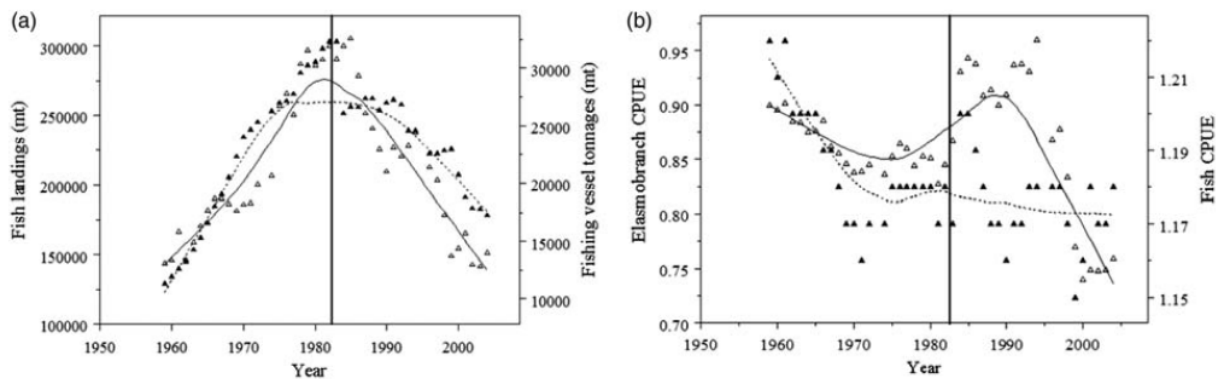 (a)
300000
250000
200000
150000
100000
Fish landings (mt)
30000
25000
20000
15000
10000
Fishing vessel tonnages (mt)
1950 1960 1970 1980 1990 2000
Year
(b)
0.95
0.90
0.85
0.80
0.75
0.70
Elasmobranch CPUE
1.21
1.19
1.17
1.15
Fish CPUE
1950 1960 1970 1980 1990 2000
Year